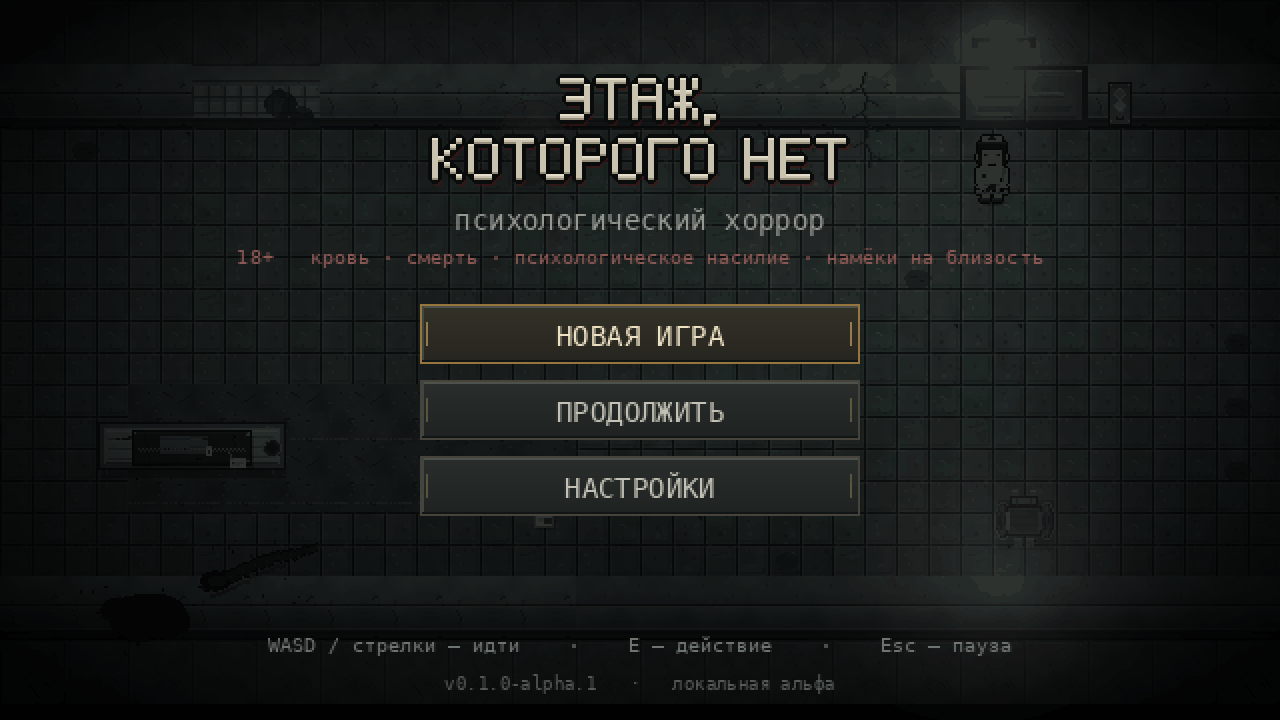 ЭТАЖ,
КОТОРОГО НЕТ
психологический хоррор
18+ кровь · смерть · психологическое насилие · намёки на близость
НОВАЯ ИГРА
ПРОДОЛЖИТЬ
НАСТРОЙКИ
WASD / стрелки — идти · E — действие · Esc — пауза
v0.1.0-alpha.1 · локальная альфа